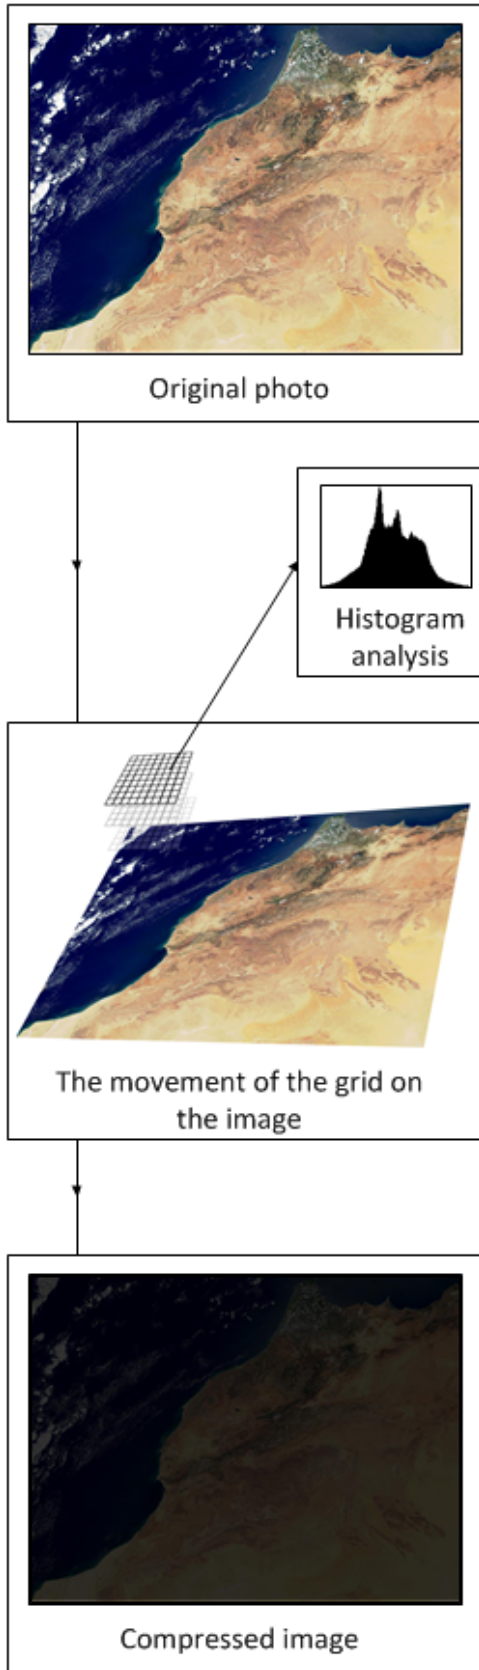 Original photo
Histogram
analysis
The movement of the grid on
the image
Compressed image